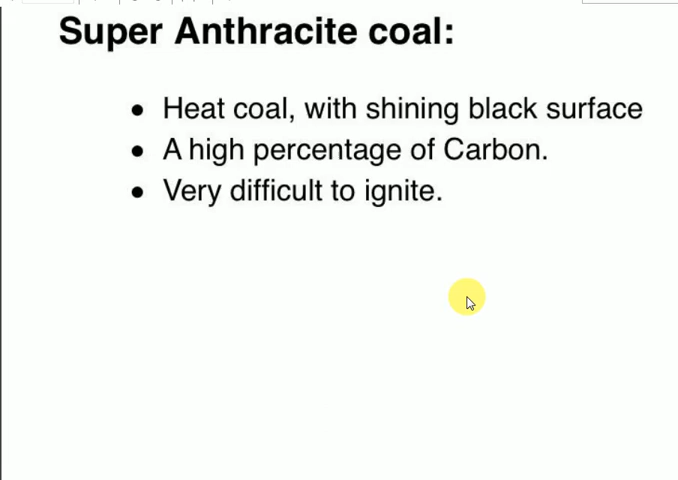 Super Anthracite coal:
• Heat coal, with shining black surface
• A high percentage of Carbon.
• Very difficult to ignite.